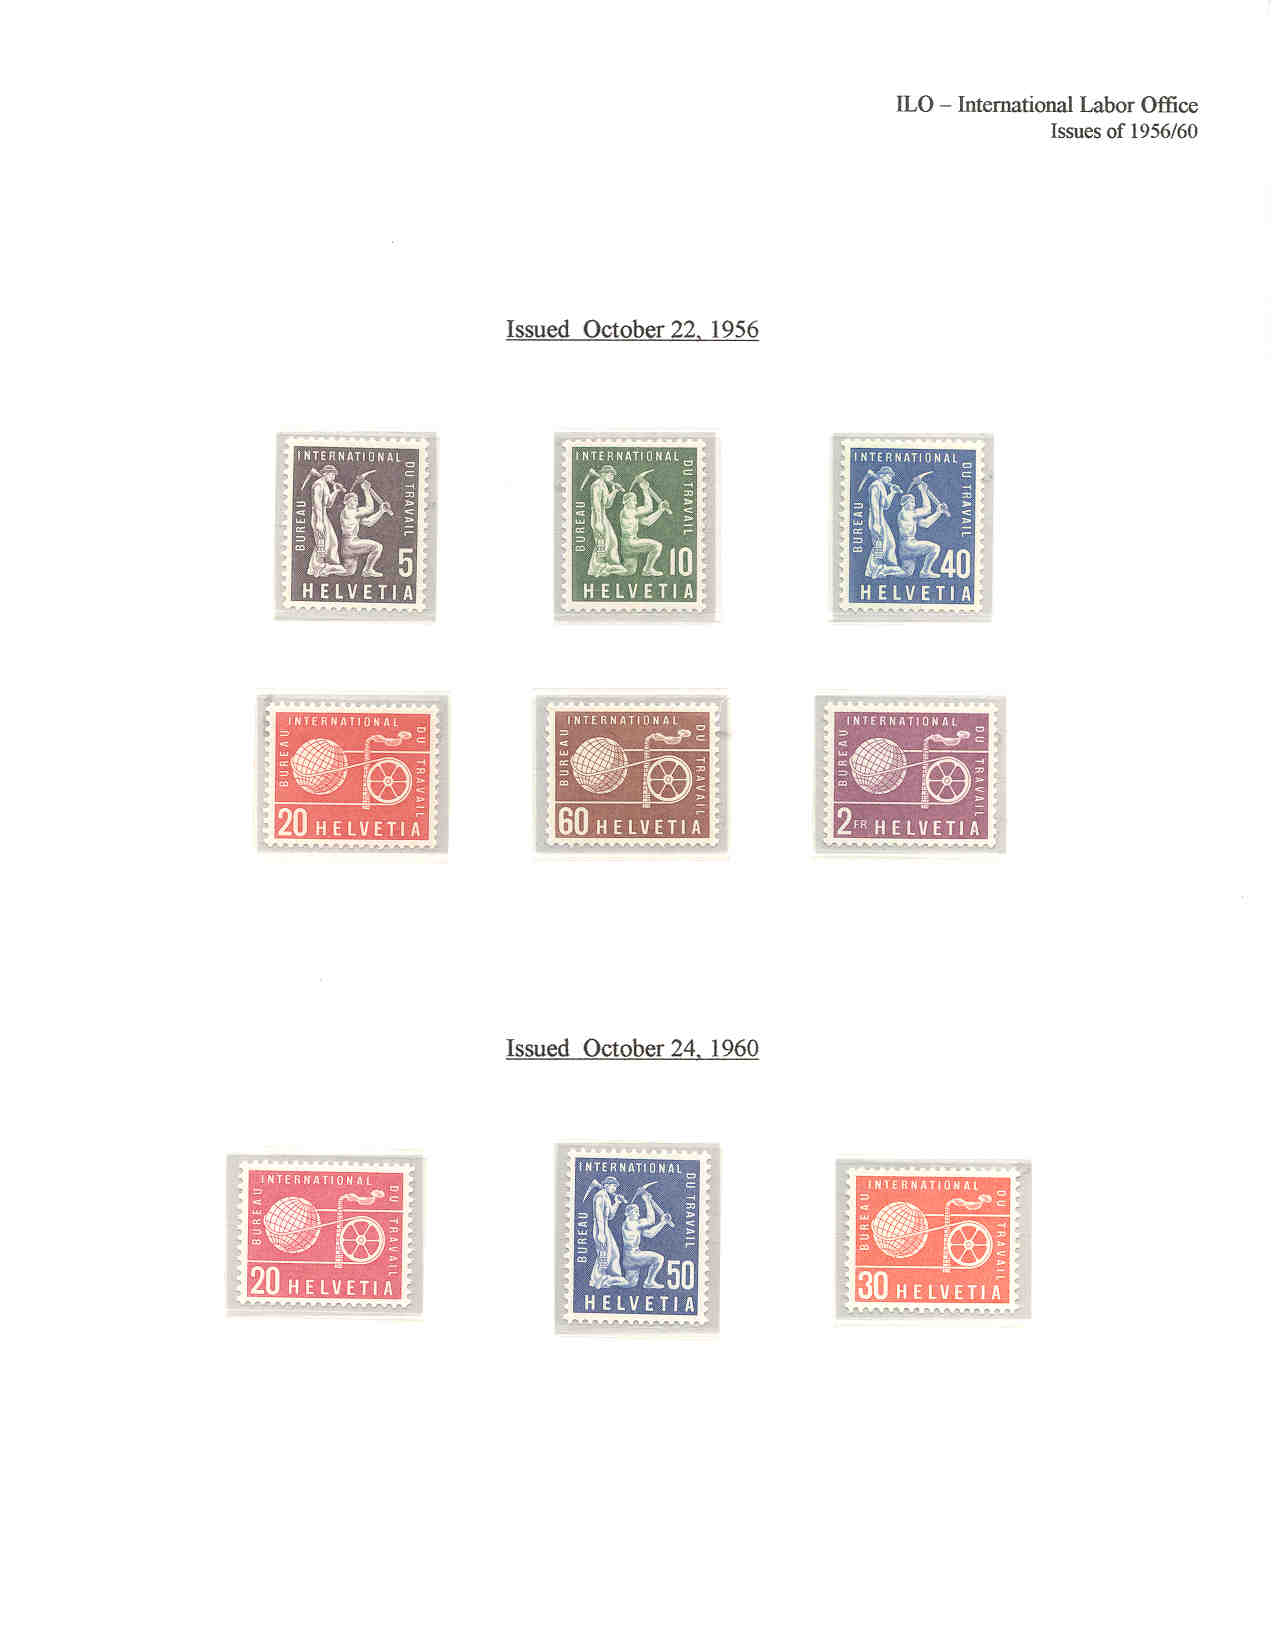 ILO – International Labor Office
Issues of 1956/60
Issued October 22, 1956
BUREAU INTERNATIONAL DU TRAVAIL
5
HELVETIA
BUREAU INTERNATIONAL DU TRAVAIL
10
HELVETIA
BUREAU INTERNATIONAL DU TRAVAIL
40
HELVETIA
BUREAU INTERNATIONAL DU TRAVAIL
20 HELVETIA
BUREAU INTERNATIONAL DU TRAVAIL
60 HELVETIA
BUREAU INTERNATIONAL DU TRAVAIL
2 FR HELVETIA
Issued October 24, 1960
BUREAU INTERNATIONAL DU TRAVAIL
20 HELVETIA
BUREAU INTERNATIONAL DU TRAVAIL
50
HELVETIA
BUREAU INTERNATIONAL DU TRAVAIL
30 HELVETIA